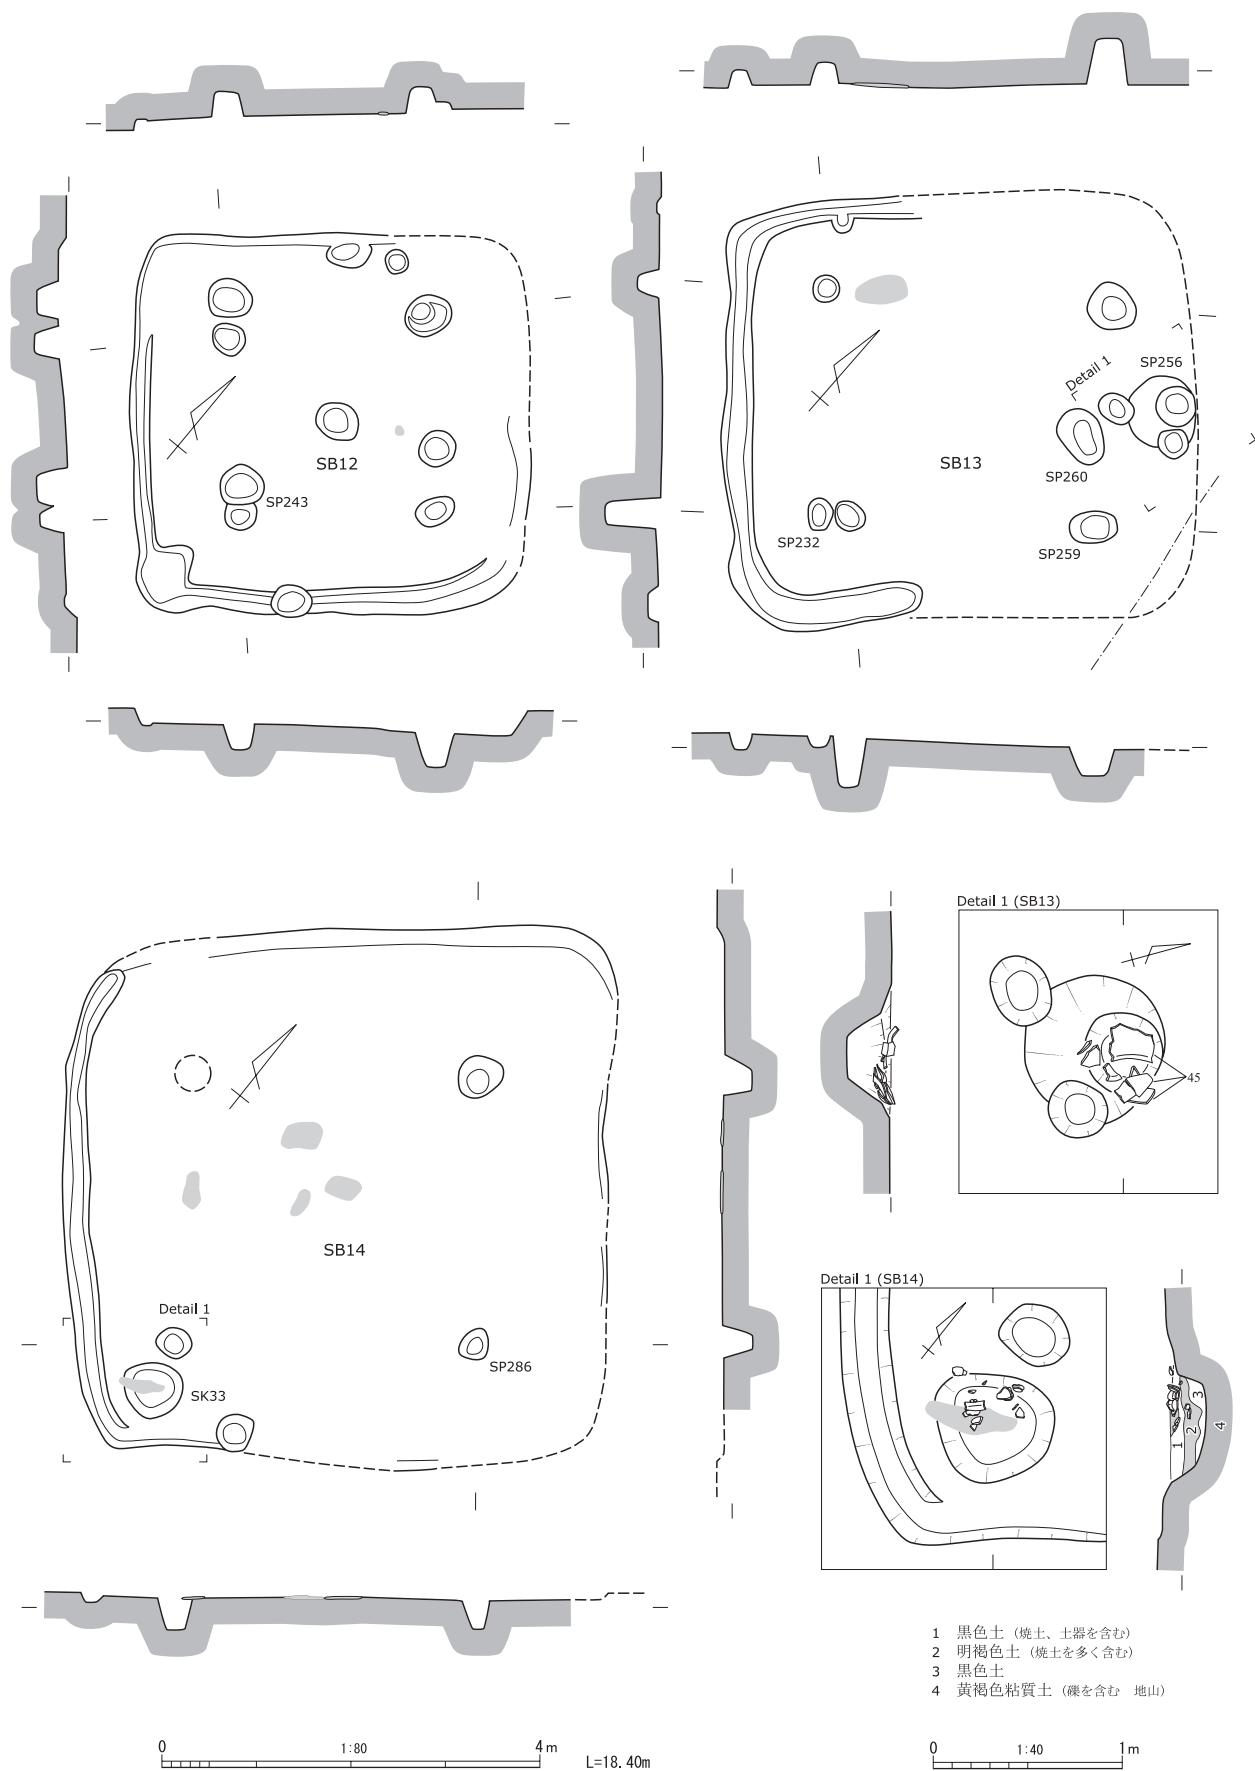 SB12
SP243
Detail 1
SP256
SB13
SP260
SP232
SP259
Detail 1 (SB13)
45
SB14
Detail 1
SK33
SP286
Detail 1 (SB14)
1
2
3
4
1 黒色土（焼土、土器を含む）
2 明褐色土（焼土を多く含む）
3 黒色土
4 黄褐色粘質土（礫を含む　地山）
0 1:80 4m
L=18.40m
0 1:40 1m